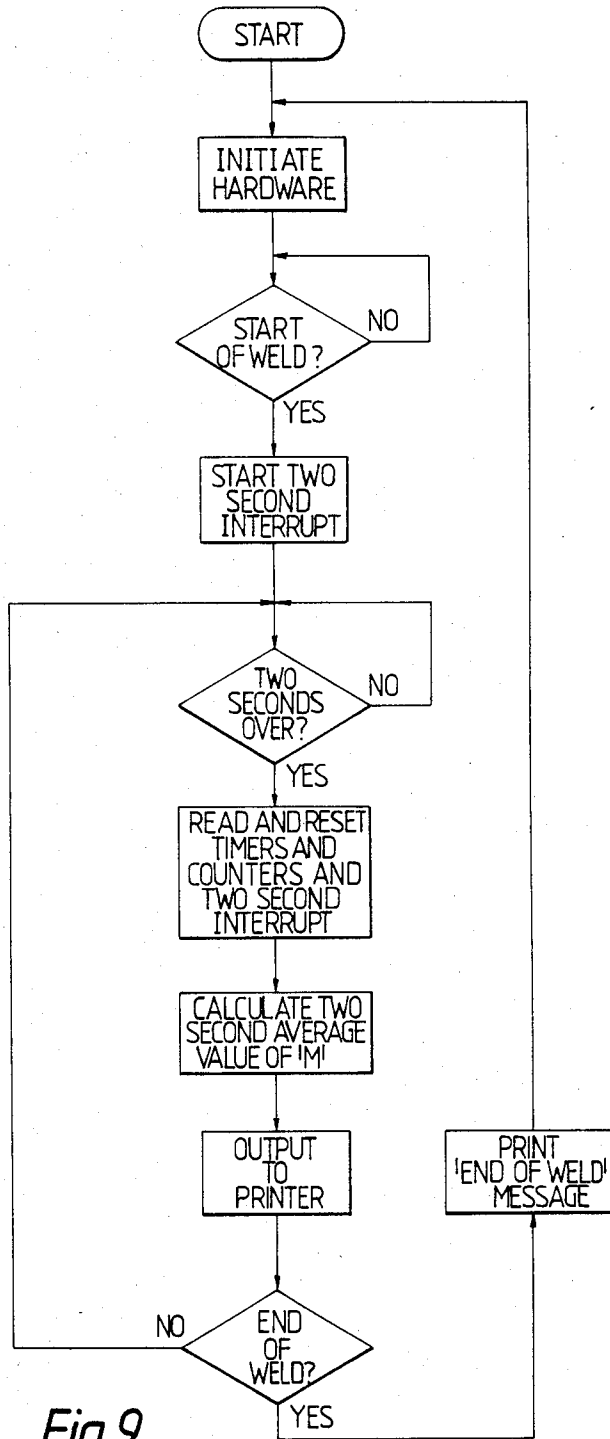 START
INITIATE
HARDWARE
START
OF WELD?
NO
YES
START TWO
SECOND
INTERRUPT
TWO
SECONDS
OVER?
NO
YES
READ AND RESET
TIMERS AND
COUNTERS AND
TWO SECOND
INTERRUPT
CALCULATE TWO
SECOND AVERAGE
VALUE OF 'M'
OUTPUT
TO
PRINTER
PRINT
'END OF WELD'
MESSAGE
END
OF
WELD?
NO
YES
Fig. 9